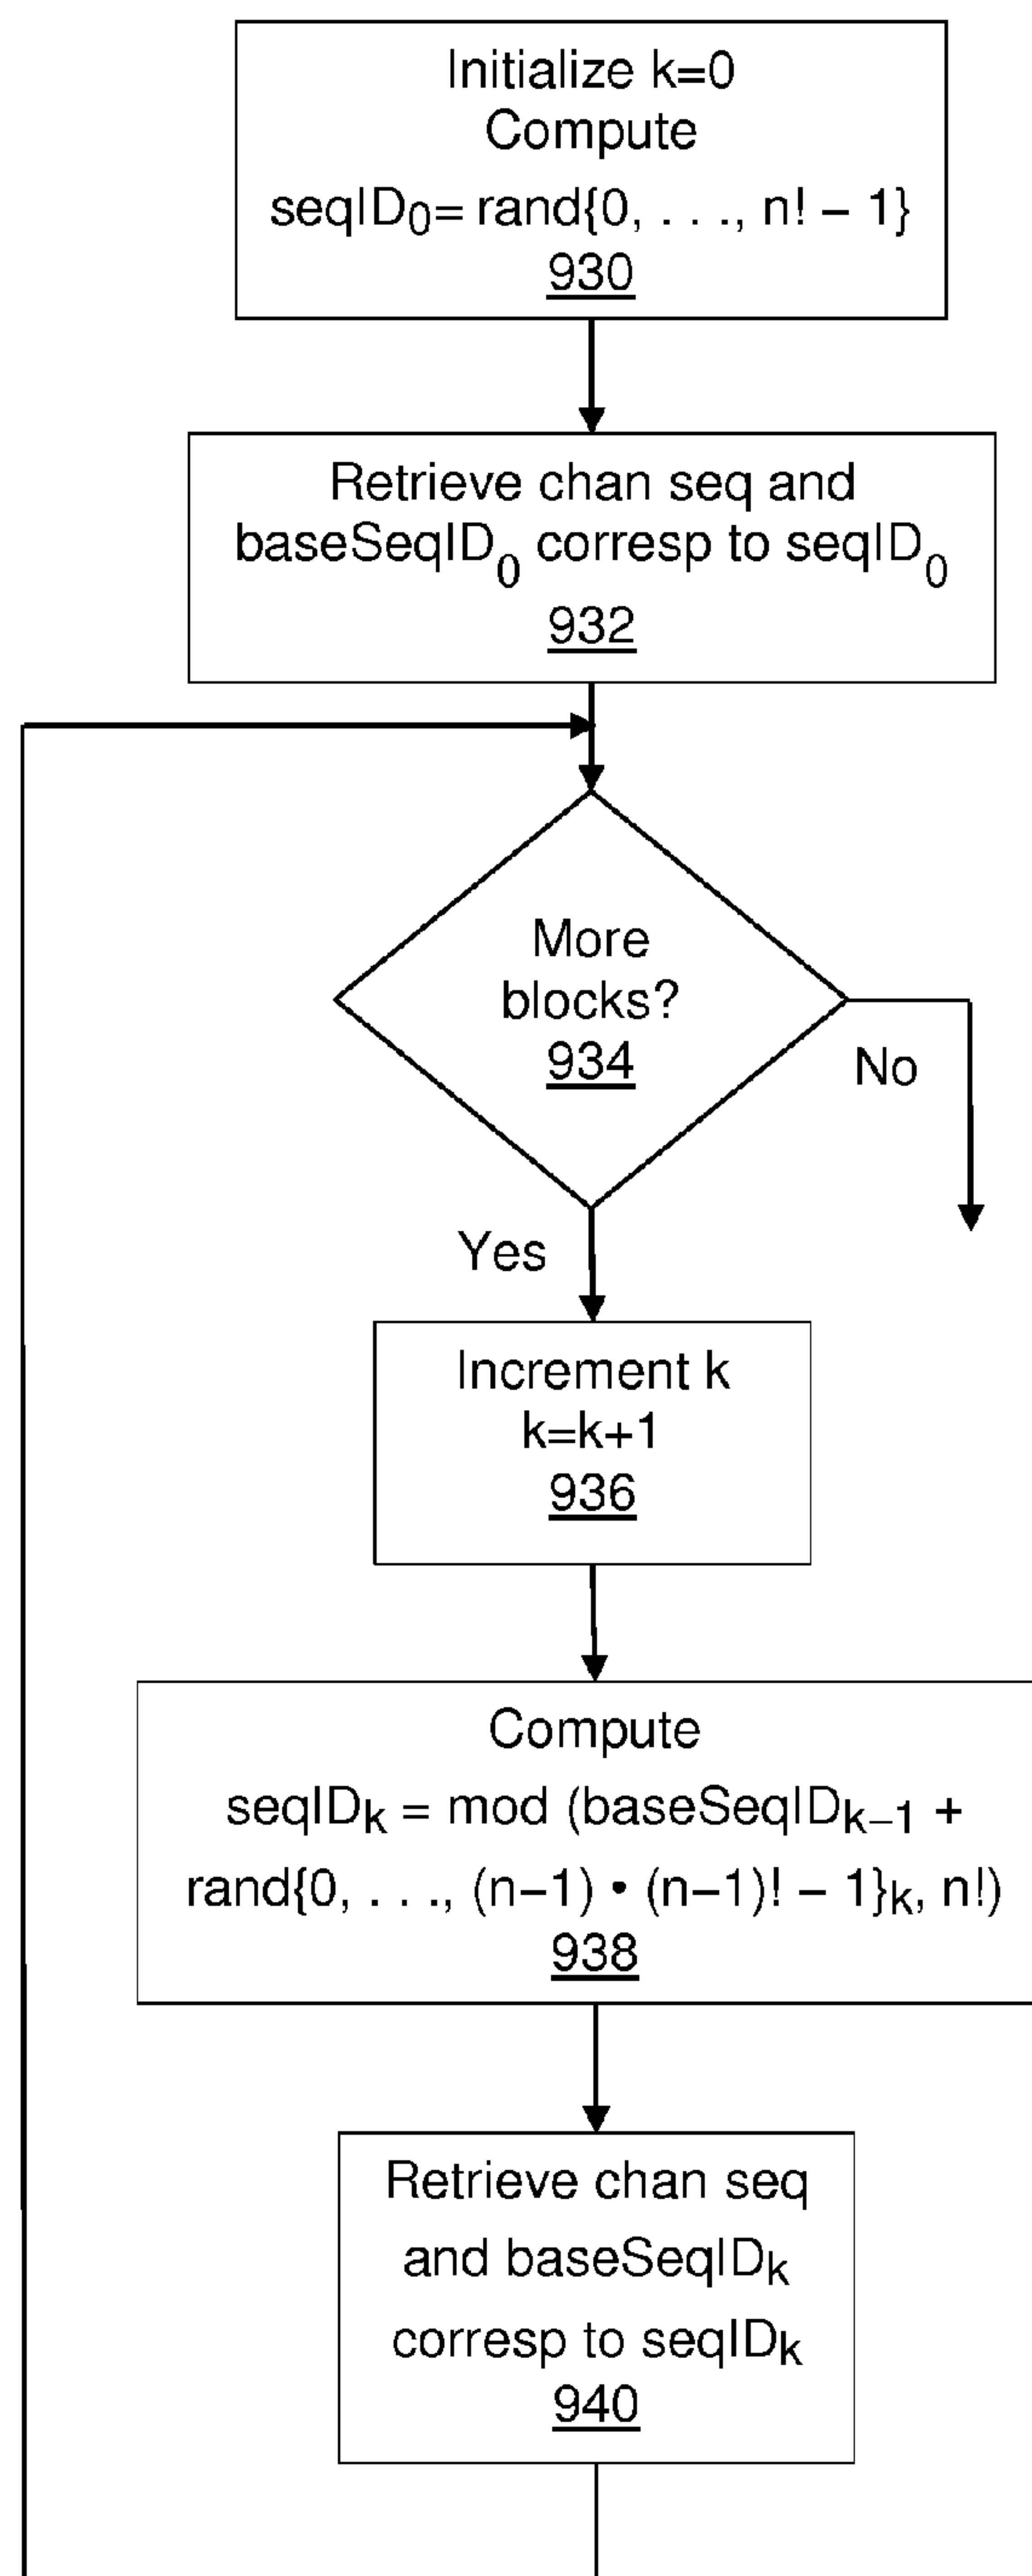 Initialize k=0
Compute
seqID0= rand{0, . . ., n! – 1}
930
Retrieve chan seq and
baseSeqID0 corresp to seqID0
932
More
blocks?
934
No
Yes
Increment k
k=k+1
936
Compute
seqIDk = mod (baseSeqIDk–1 +
rand{0, . . ., (n–1) • (n–1)! – 1}k, n!)
938
Retrieve chan seq
and baseSeqIDk
corresp to seqIDk
940